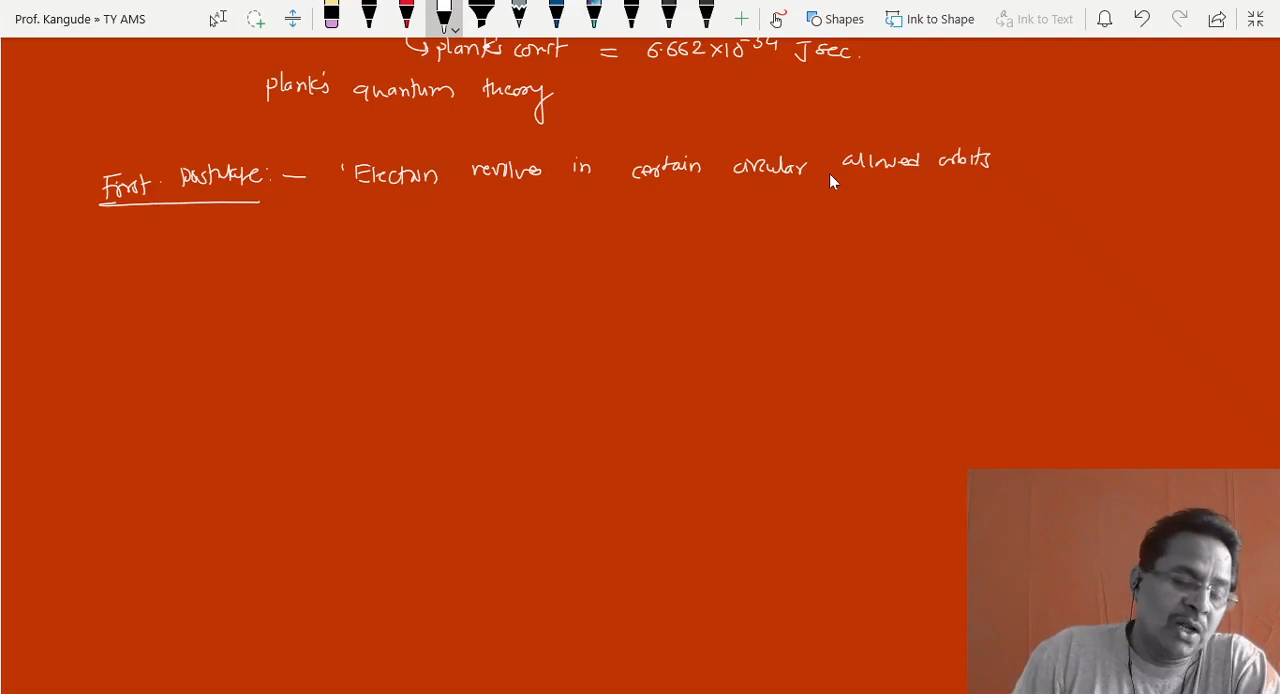 Prof. Kangude » TY AMS
Shapes
Ink to Shape
Ink to Text
plank's const = 6.662×10⁻³⁴ J sec.
plank's quantum theory
First Postulate:— 'Electron revolve in certain circular allowed orbits